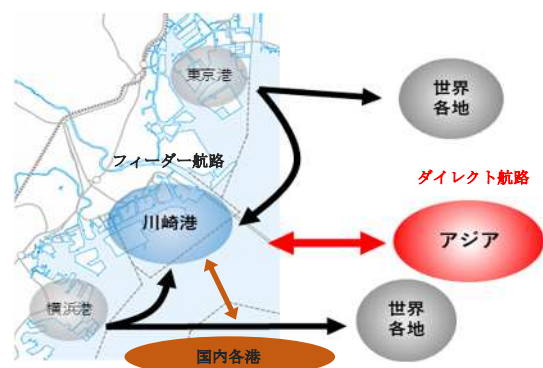 東京港
世界
各地
フィーダー航路
ダイレクト航路
川崎港
アジア
横浜港
世界
各地
国内各港